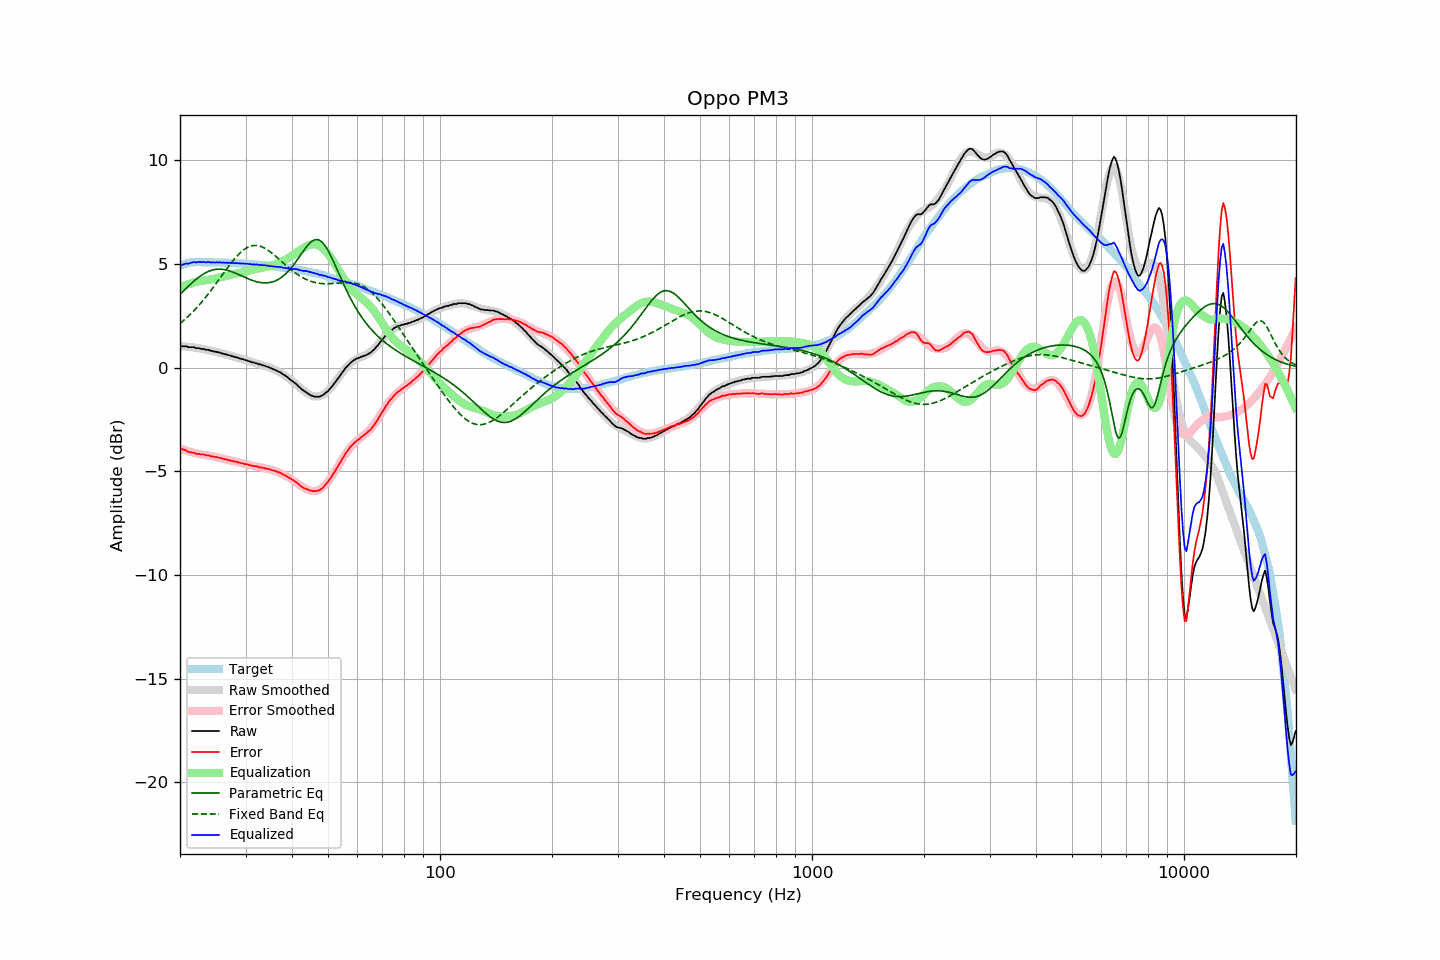 Oppo PM3
10
5
0
−5
−10
−15
−20
Amplitude (dBr)
Target
Raw Smoothed
Error Smoothed
Raw
Error
Equalization
Parametric Eq
Fixed Band Eq
Equalized
100 1000 10000
Frequency (Hz)